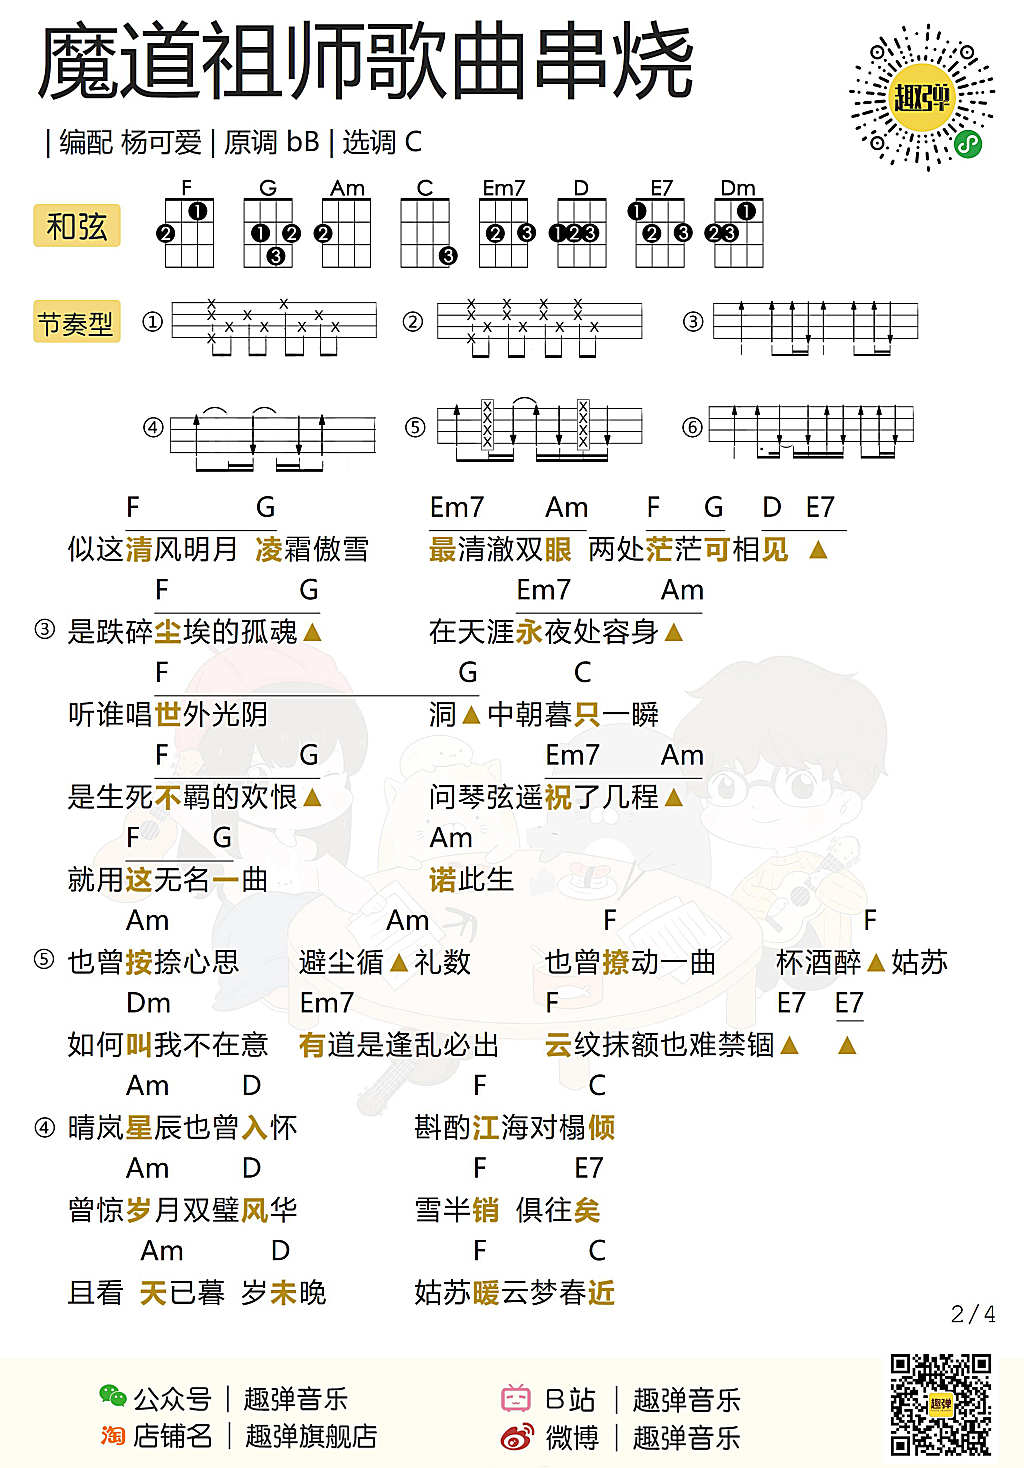 魔道祖师歌曲串烧
趣弹
| 编配 杨可爱 | 原调 bB | 选调 C
和弦 F G Am C Em7 D E7 Dm
节奏型 ① ② ③
④ ⑤ ⑥
F G Em7 Am F G D E7
似这清风明月 凌霜傲雪 最清澈双眼 两处茫茫可相见 ▲
F G Em7 Am
③ 是跌碎尘埃的孤魂▲ 在天涯永夜处容身▲
F G C
听谁唱世外光阴 洞▲中朝暮只一瞬
F G Em7 Am
是生死不羁的欢恨▲ 问琴弦遥祝了几程▲
F G Am
就用这无名一曲 诺此生
Am Am F F
⑤ 也曾按捺心思 避尘循▲礼数 也曾撩动一曲 杯酒醉▲姑苏
Dm Em7 F E7 E7
如何叫我不在意 有道是逢乱必出 云纹抹额也难禁锢▲ ▲
Am D F C
④ 晴岚星辰也曾入怀 斟酌江海对榻倾
Am D F E7
曾惊岁月双璧风华 雪半销 俱往矣
Am D F C
且看 天已暮 岁未晚 姑苏暖云梦春近
2/4
公众号 | 趣弹音乐 B站 | 趣弹音乐
淘 店铺名 | 趣弹旗舰店 微博 | 趣弹音乐
趣弹